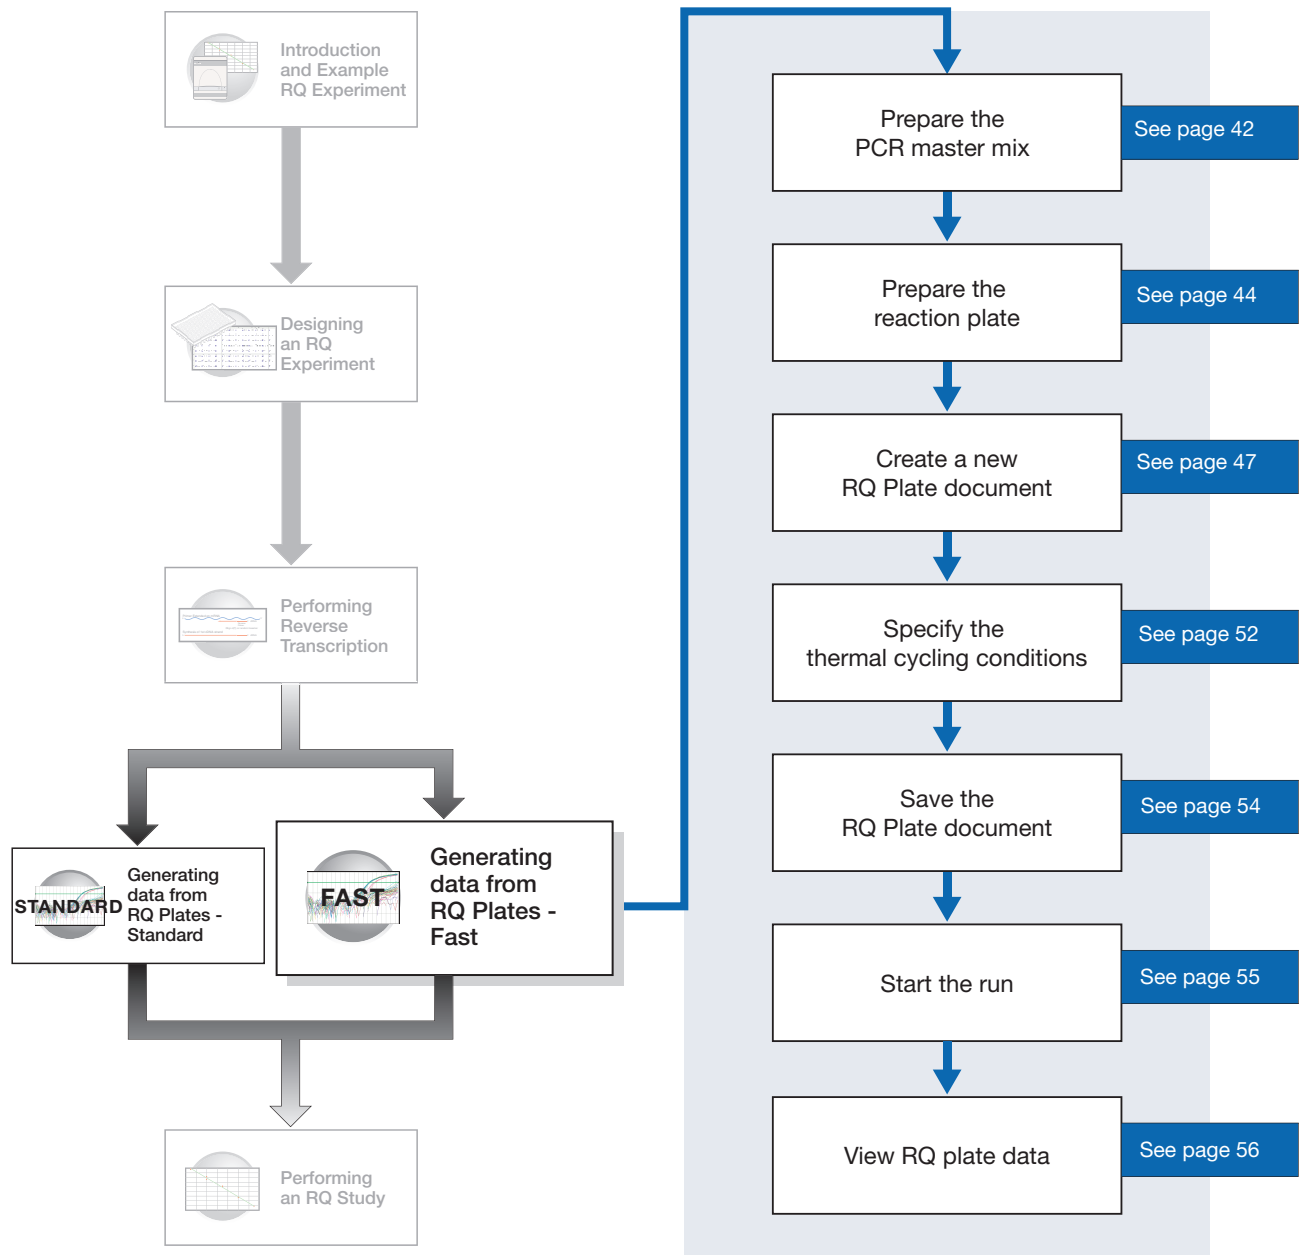 Introduction
and Example
RQ Experiment
Designing
an RQ
Experiment
Performing
Reverse
Transcription
STANDARD
Generating
data from
RQ Plates -
Standard
FAST
Generating
data from
RQ Plates -
Fast
Performing
an RQ Study
Prepare the
PCR master mix
See page 42
Prepare the
reaction plate
See page 44
Create a new
RQ Plate document
See page 47
Specify the
thermal cycling conditions
See page 52
Save the
RQ Plate document
See page 54
Start the run
See page 55
View RQ plate data
See page 56